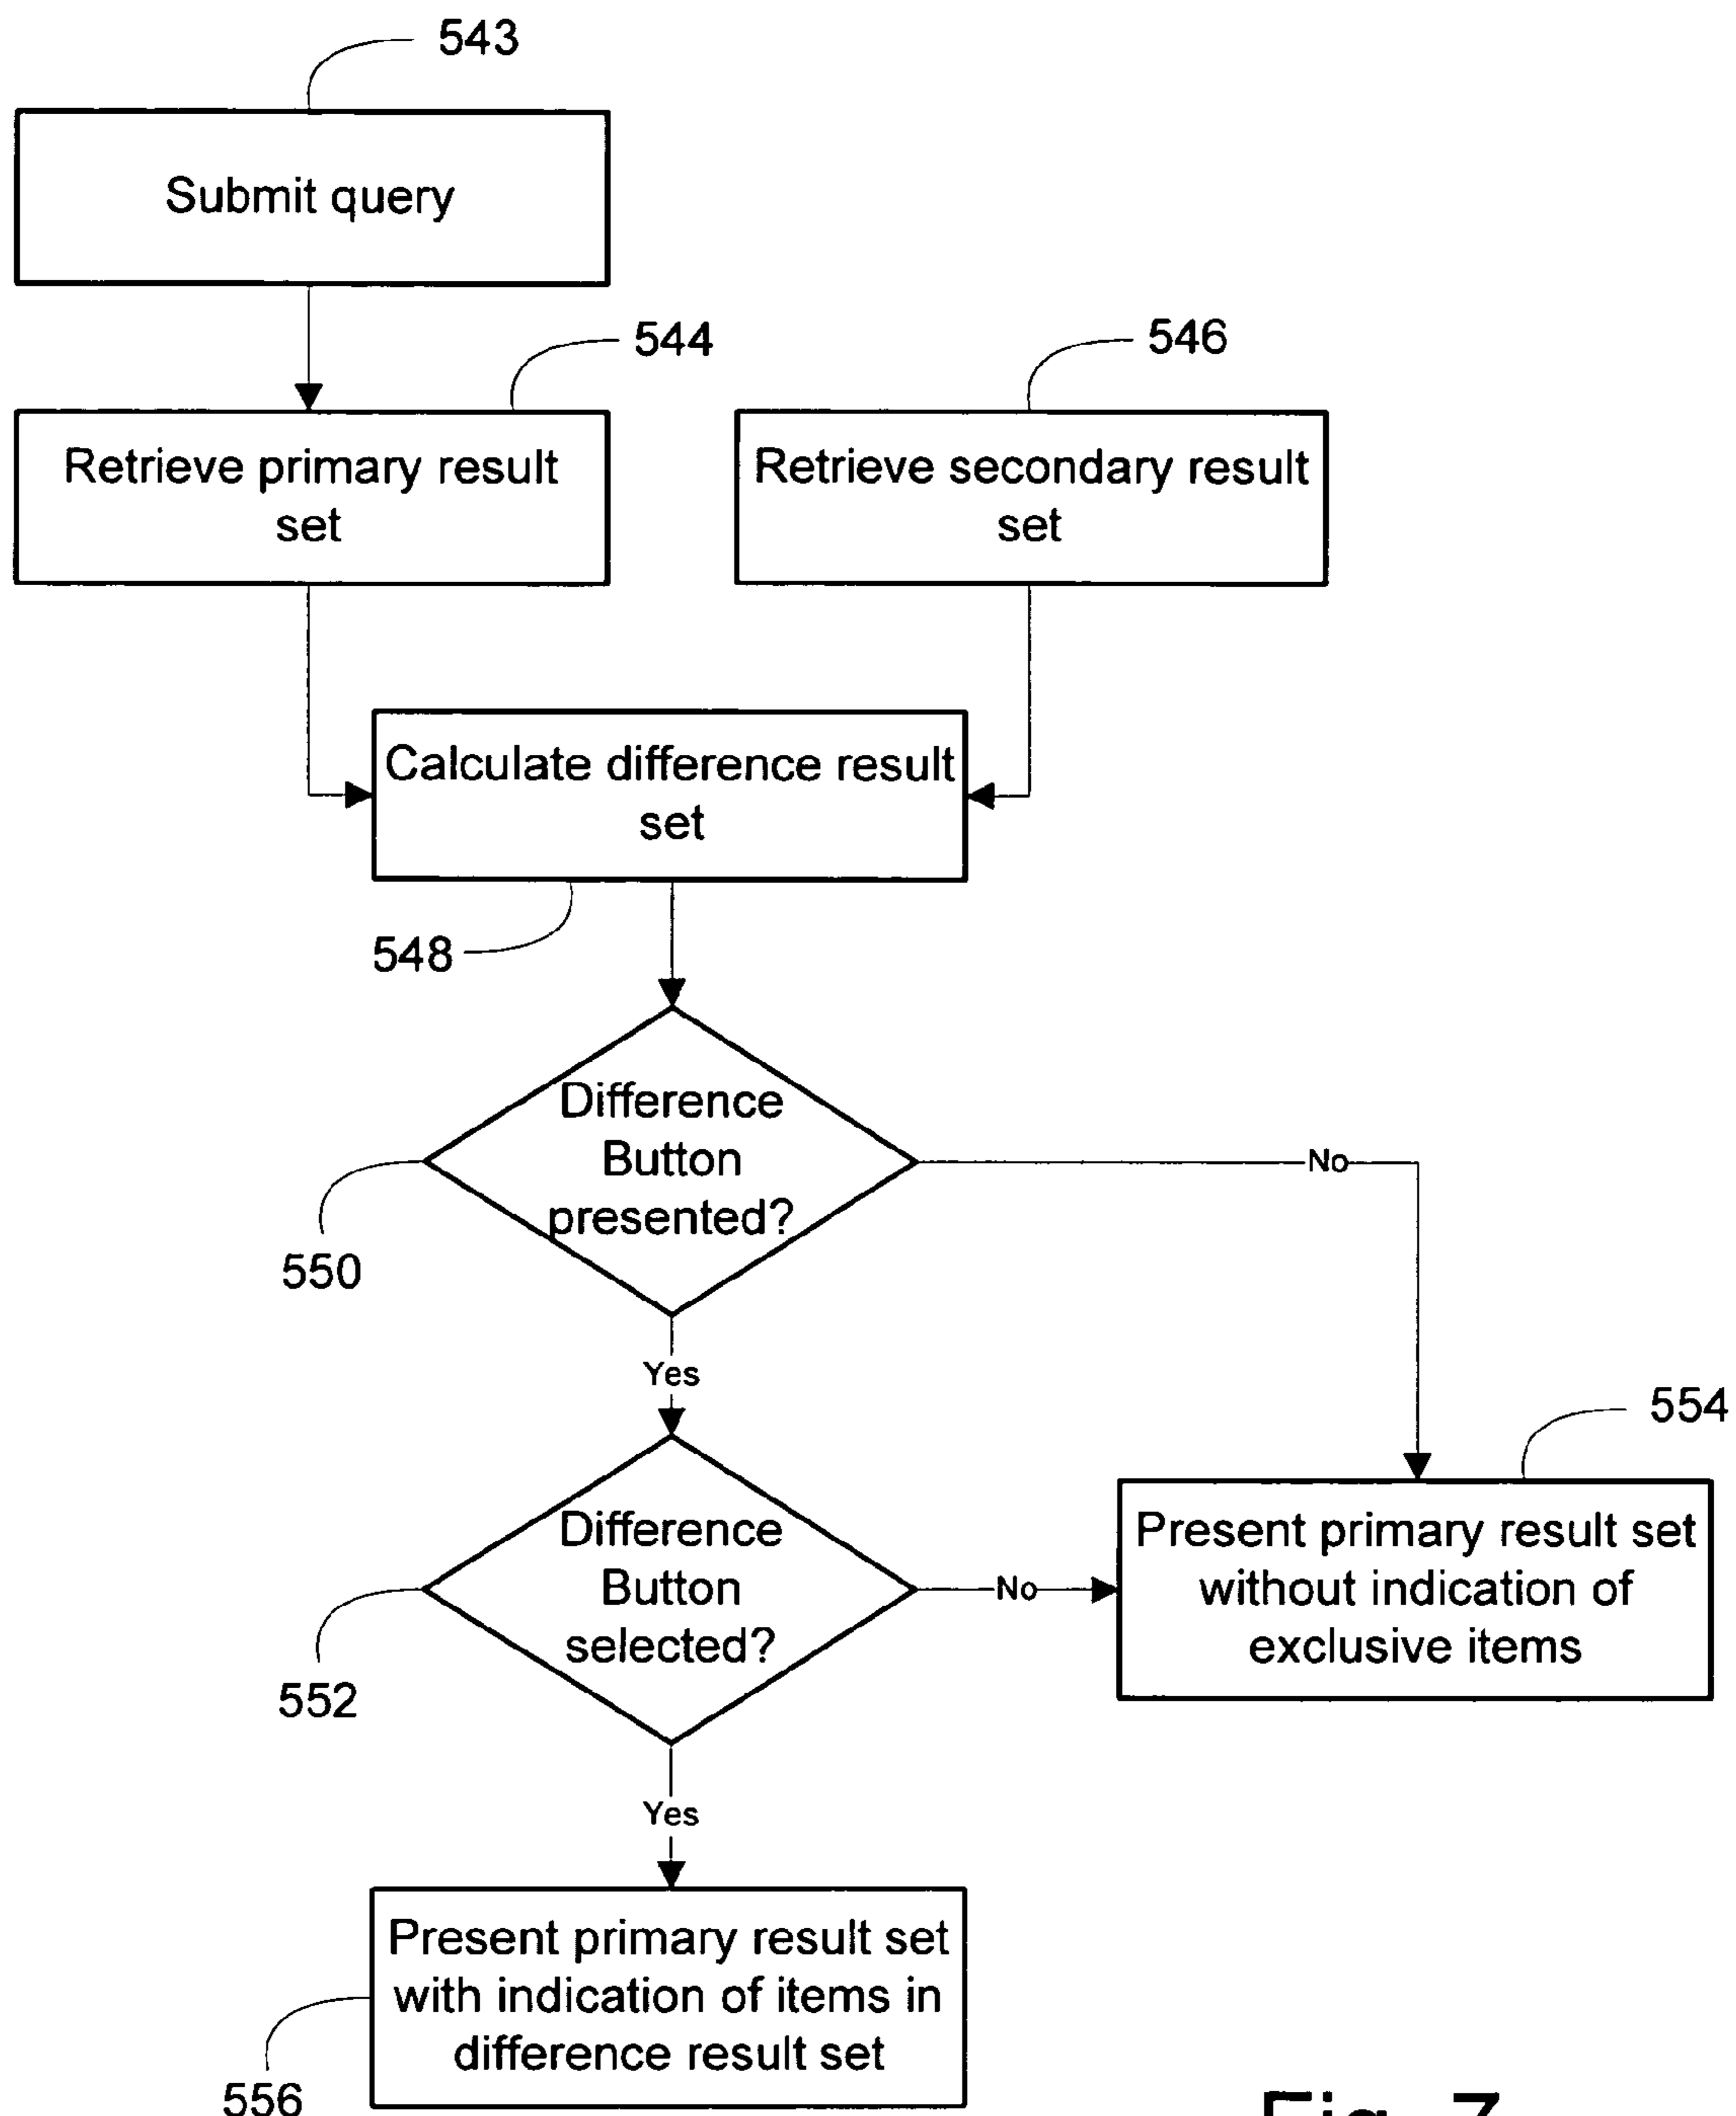 543
Submit query
544
546
Retrieve primary result
set
Retrieve secondary result
set
Calculate difference result
set
548
Difference
Button
presented?
No
550
Yes
554
Difference
Button
selected?
No
Present primary result set
without indication of
exclusive items
552
Yes
Present primary result set
with indication of items in
difference result set
556
Fig. 7